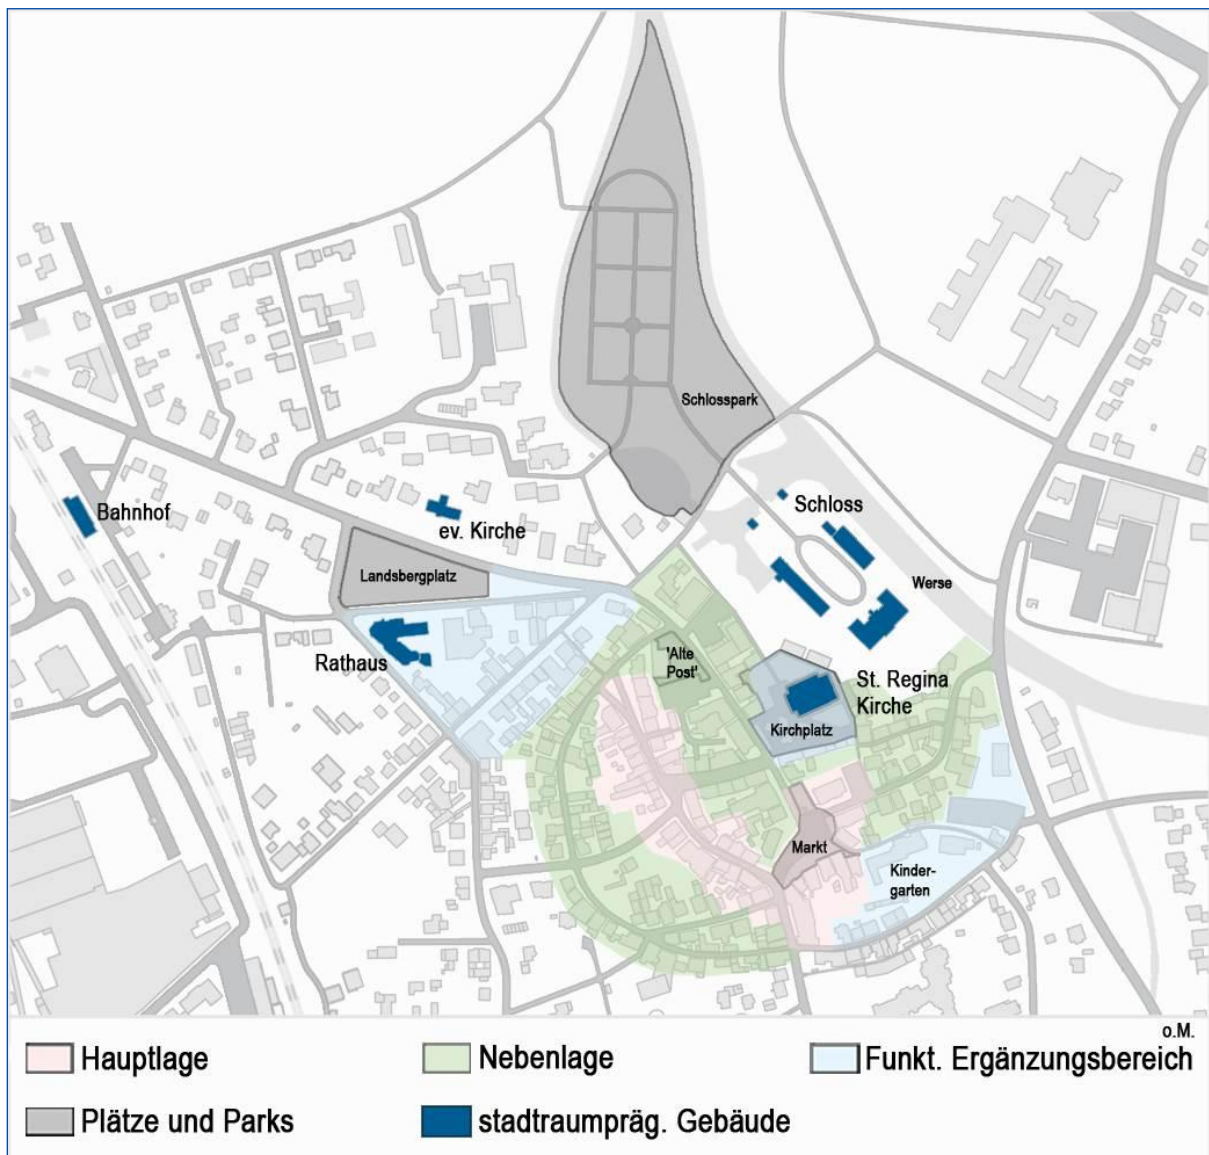 Schlosspark
Schloss
Bahnhof
ev. Kirche
Landsbergplatz
Werse
Rathaus
'Alte
Post'
St. Regina
Kirche
Kirchplatz
Markt
Kinder-
garten
o.M.
Hauptlage
Nebenlage
Funkt. Ergänzungsbereich
Plätze und Parks
stadtraumpräg. Gebäude